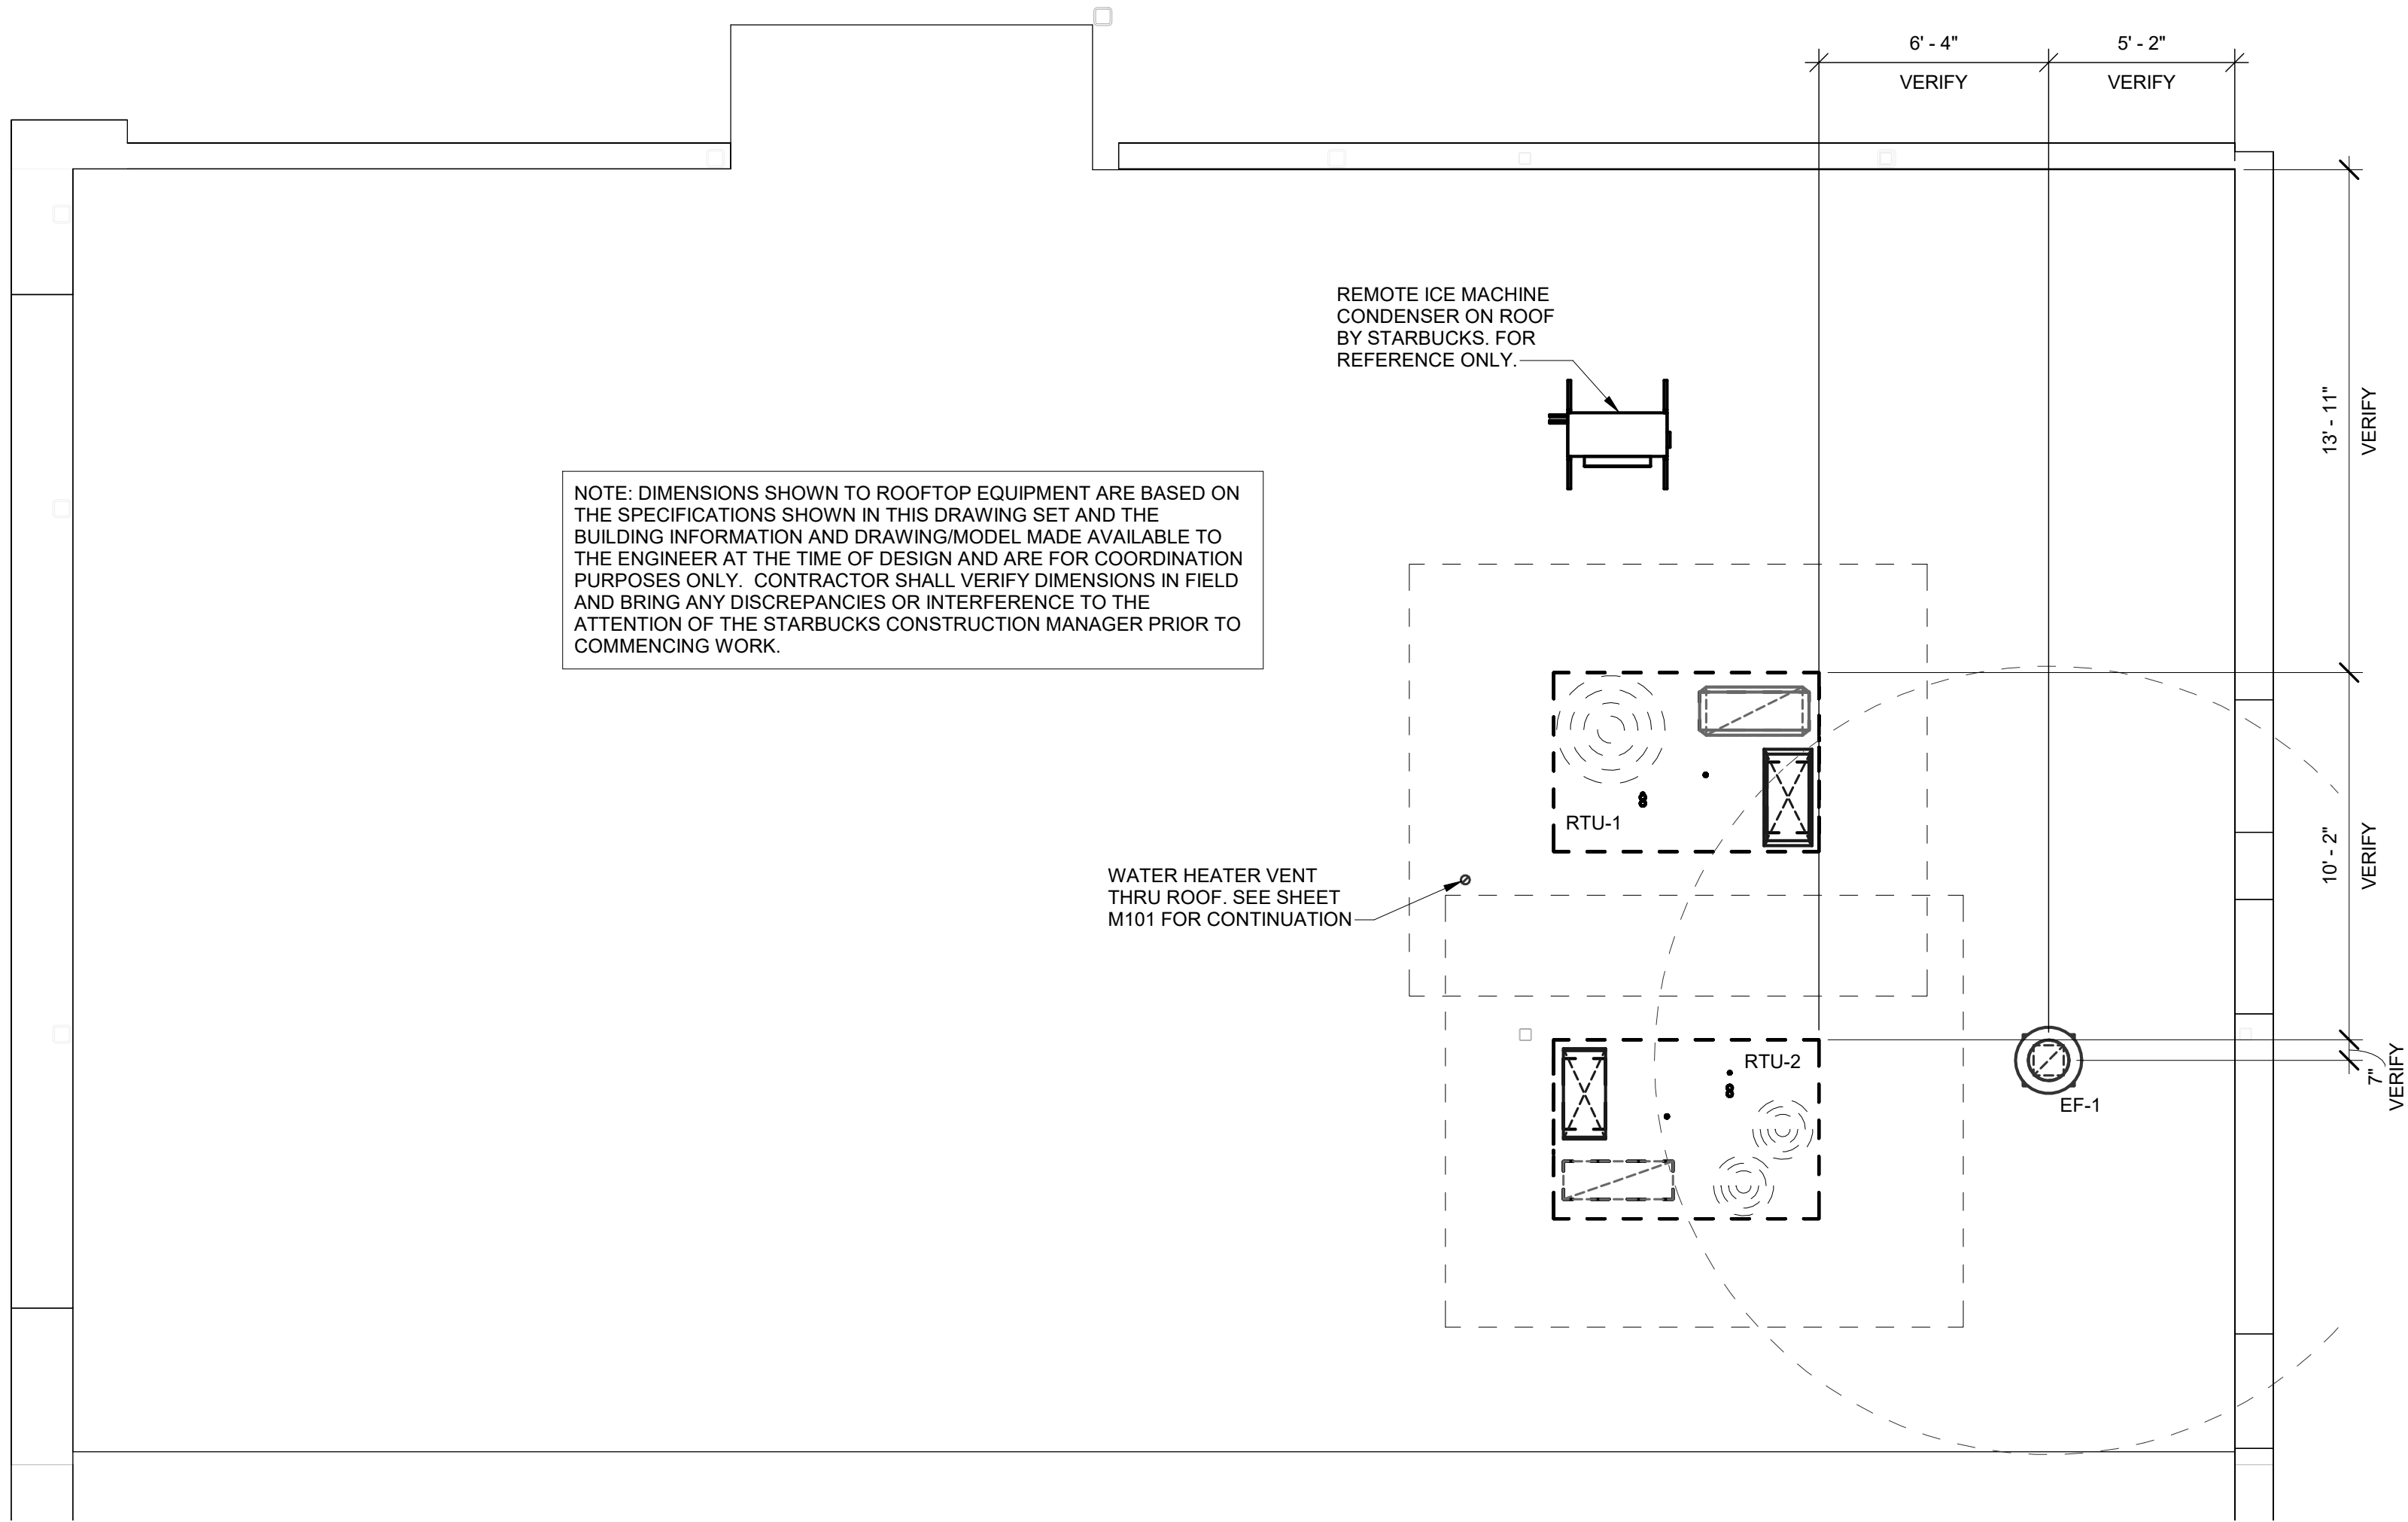 6' - 4"
5' - 2"
VERIFY
VERIFY
REMOTE ICE MACHINE
CONDENSER ON ROOF
BY STARBUCKS. FOR
REFERENCE ONLY.
13' - 11"
VERIFY
NOTE: DIMENSIONS SHOWN TO ROOFTOP EQUIPMENT ARE BASED ON
THE SPECIFICATIONS SHOWN IN THIS DRAWING SET AND THE
BUILDING INFORMATION AND DRAWING/MODEL MADE AVAILABLE TO
THE ENGINEER AT THE TIME OF DESIGN AND ARE FOR COORDINATION
PURPOSES ONLY.  CONTRACTOR SHALL VERIFY DIMENSIONS IN FIELD
AND BRING ANY DISCREPANCIES OR INTERFERENCE TO THE
ATTENTION OF THE STARBUCKS CONSTRUCTION MANAGER PRIOR TO
COMMENCING WORK.
RTU-1
10' - 2"
VERIFY
WATER HEATER VENT
THRU ROOF. SEE SHEET
M101 FOR CONTINUATION
RTU-2
7"
VERIFY
EF-1